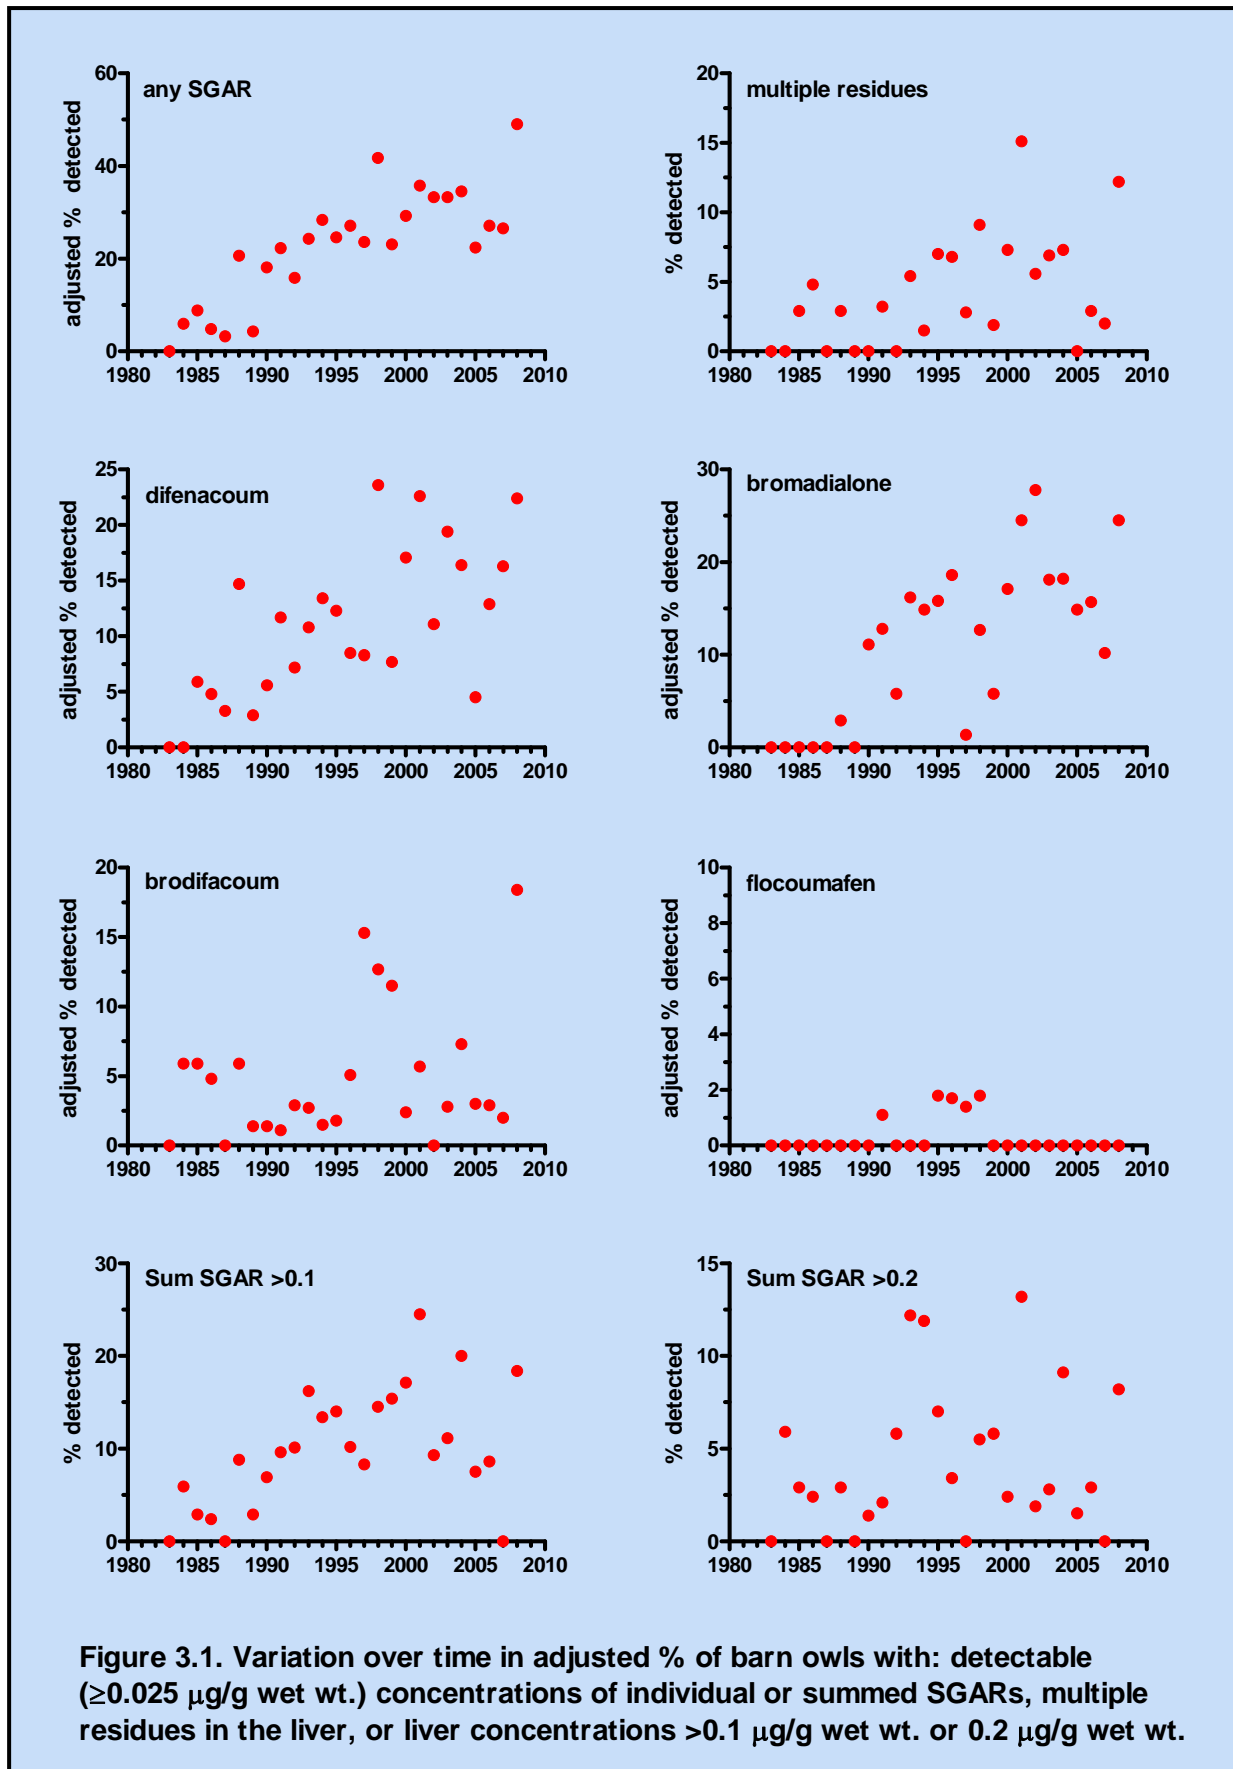 any SGAR
adjusted %  detected
60
40
20
0
1980 1985 1990 1995 2000 2005 2010
multiple residues
% detected
20
15
10
5
0
1980 1985 1990 1995 2000 2005 2010
difenacoum
adjusted % detected
25
20
15
10
5
0
1980 1985 1990 1995 2000 2005 2010
bromadialone
adjusted % detected
30
20
10
0
1980 1985 1990 1995 2000 2005 2010
brodifacoum
adjusted % detected
20
15
10
5
0
1980 1985 1990 1995 2000 2005 2010
flocoumafen
adjusted % detected
10
8
6
4
2
0
1980 1985 1990 1995 2000 2005 2010
Sum SGAR >0.1
% detected
30
20
10
0
1980 1985 1990 1995 2000 2005 2010
Sum SGAR >0.2
% detected
15
10
5
0
1980 1985 1990 1995 2000 2005 2010
Figure 3.1. Variation over time in adjusted % of barn owls with: detectable
(≥0.025 µg/g wet wt.) concentrations of individual or summed SGARs, multiple
residues in the liver, or liver concentrations >0.1 µg/g wet wt. or 0.2 µg/g wet wt.